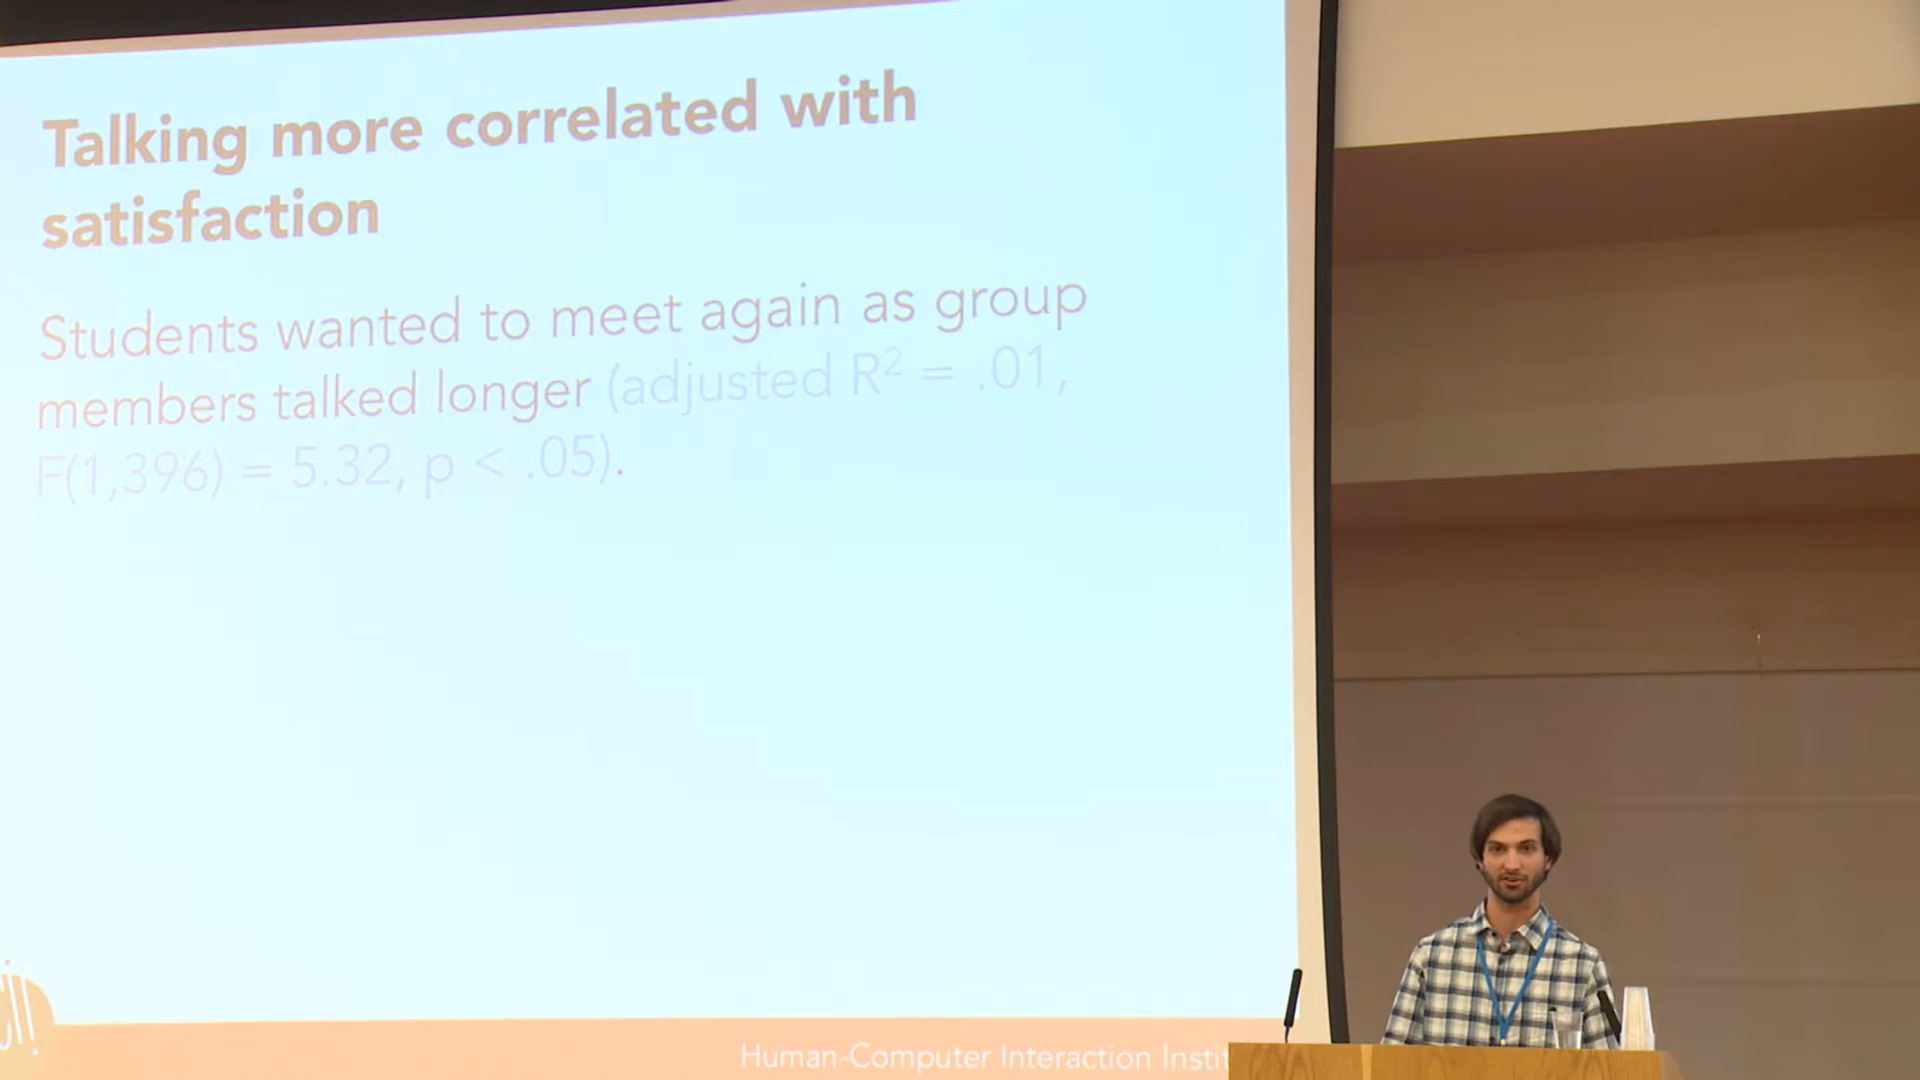 Talking more correlated with
satisfaction
Students wanted to meet again as group
members talked longer (adjusted R² = .01,
F(1,396) = 5.32, p < .05).
Human-Computer Interaction Insti